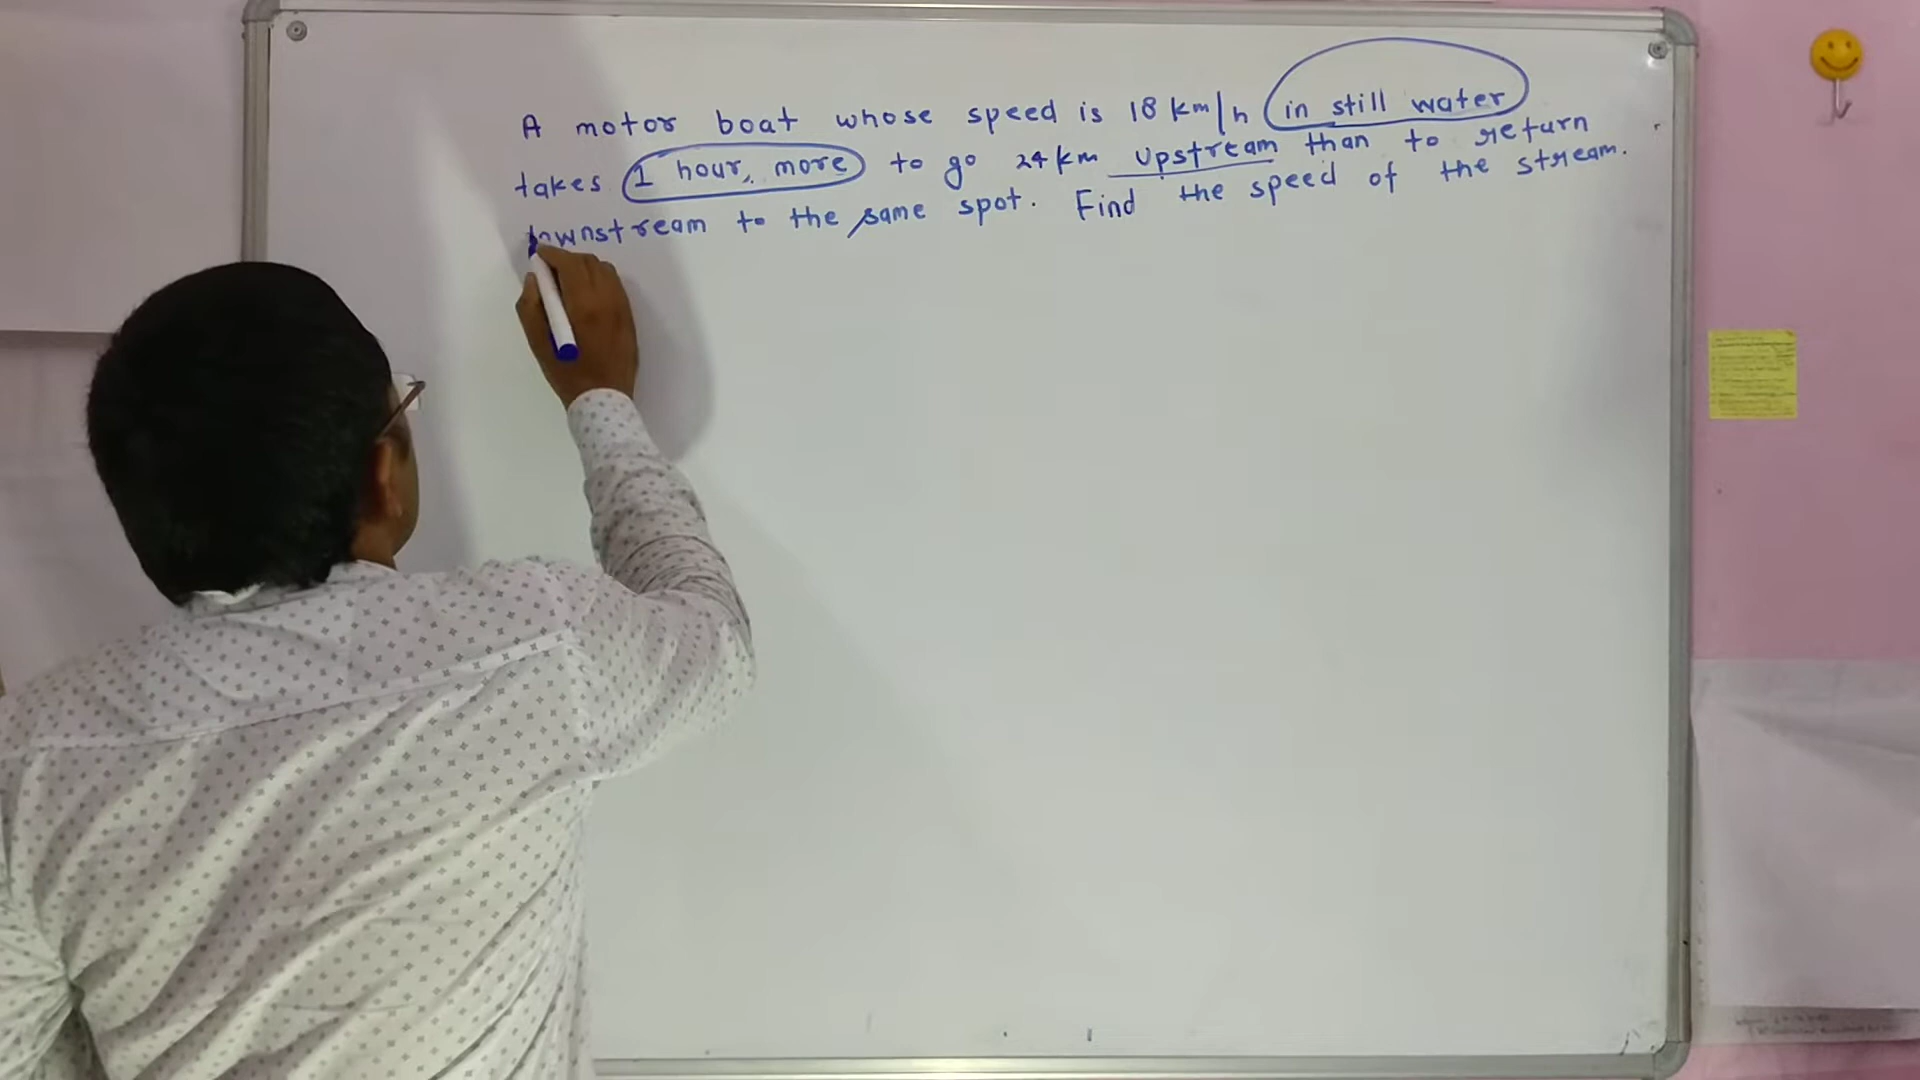 A motor boat whose speed is 18 km/h in still water
takes 1 hour, more to go 24 km upstream than to return
downstream to the same spot. Find the speed of the stream.